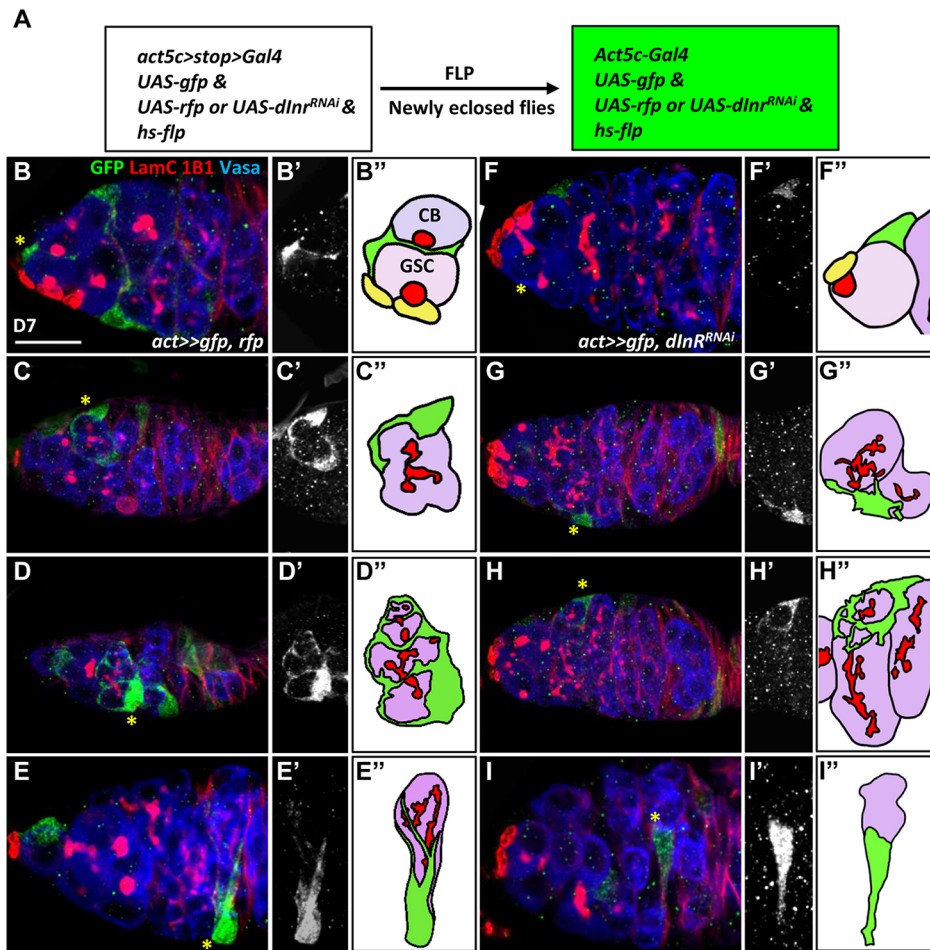 A
act5c>stop>Gal4
UAS-gfp &
UAS-rfp or UAS-dInr^RNAi &
hs-flp
FLP
Newly eclosed flies
Act5c-Gal4
UAS-gfp &
UAS-rfp or UAS-dInr^RNAi &
hs-flp
B GFP LamC 1B1 Vasa
*
D7
act>>gfp, rfp
B'
B"
CB
GSC
F
*
act>>gfp, dInR^RNAi
F'
F"
C
*
C'
C"
G
*
G'
G"
D
*
D'
D"
H
*
H'
H"
E
*
E'
E"
I
*
I'
I"